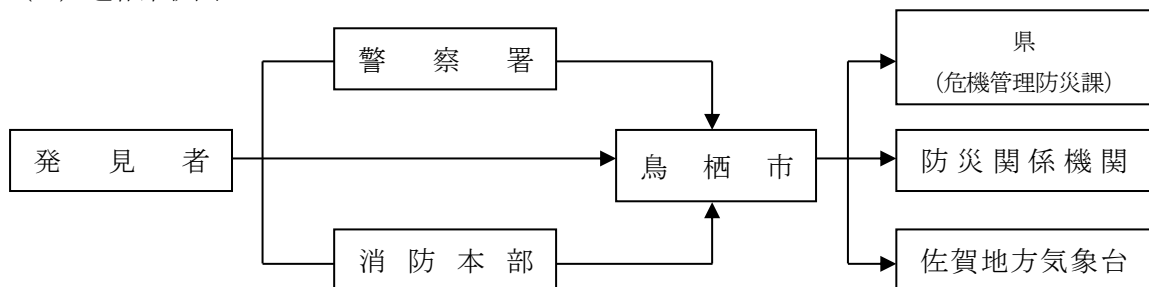 警察署
県
(危機管理防災課)
発見者
鳥栖市
防災関係機関
消防本部
佐賀地方気象台